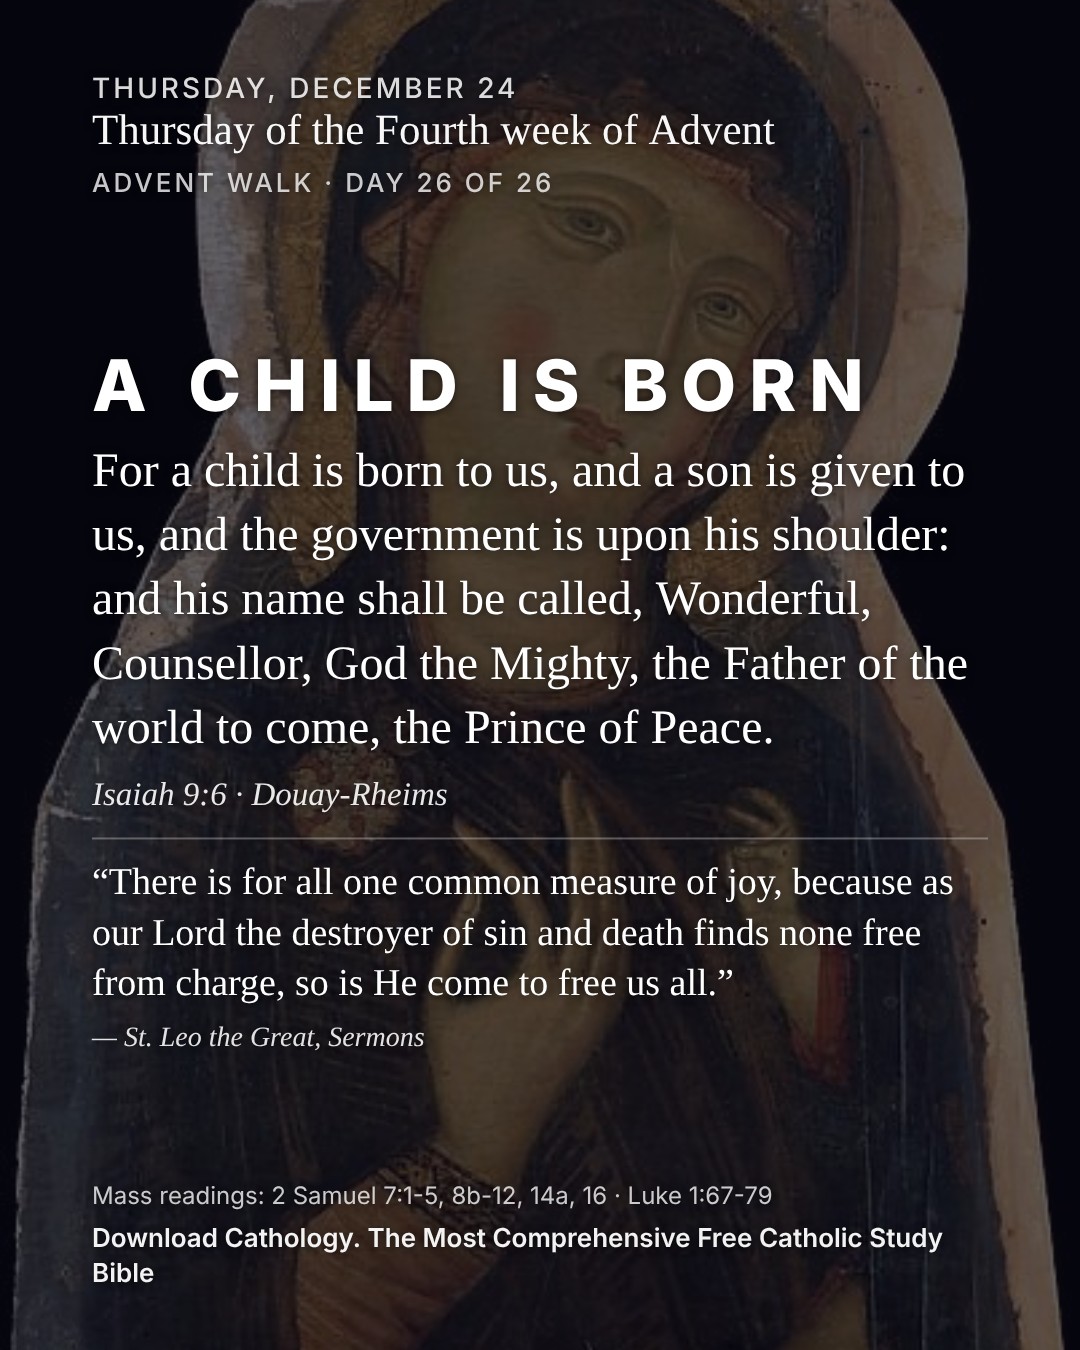 THURSDAY, DECEMBER 24
Thursday of the Fourth week of Advent
ADVENT WALK · DAY 26 OF 26
A CHILD IS BORN
For a child is born to us, and a son is given to
us, and the government is upon his shoulder:
and his name shall be called, Wonderful,
Counsellor, God the Mighty, the Father of the
world to come, the Prince of Peace.
Isaiah 9:6 · Douay-Rheims
“There is for all one common measure of joy, because as
our Lord the destroyer of sin and death finds none free
from charge, so is He come to free us all.”
— St. Leo the Great, Sermons
Mass readings: 2 Samuel 7:1-5, 8b-12, 14a, 16 · Luke 1:67-79
Download Cathology. The Most Comprehensive Free Catholic Study
Bible